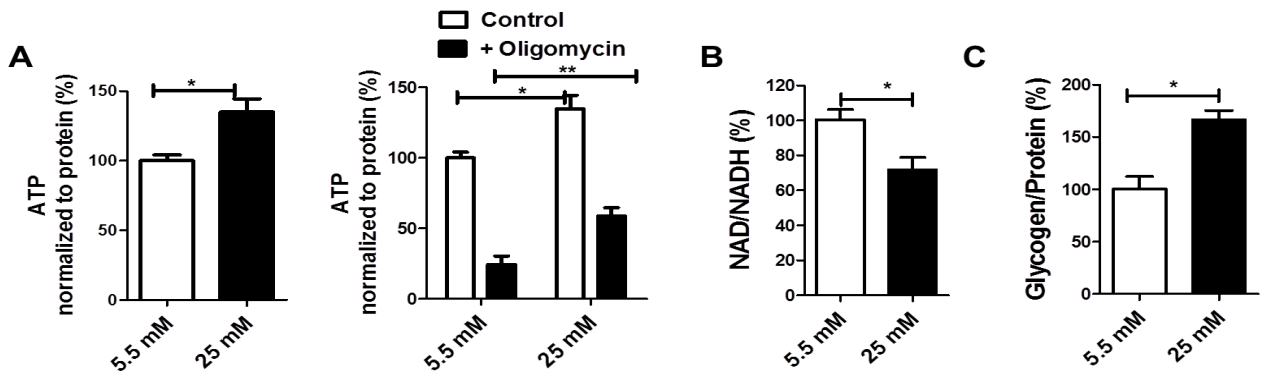 Control
+ Oligomycin
A
ATP
normalized to protein (%)
150
100
50
0
*
5.5 mM
25 mM
ATP
normalized to protein (%)
150
100
50
0
**
*
5.5 mM
25 mM
B
NAD/NADH (%)
120
100
80
60
40
20
0
*
5.5 mM
25 mM
C
Glycogen/Protein (%)
200
150
100
50
0
*
5.5 mM
25 mM